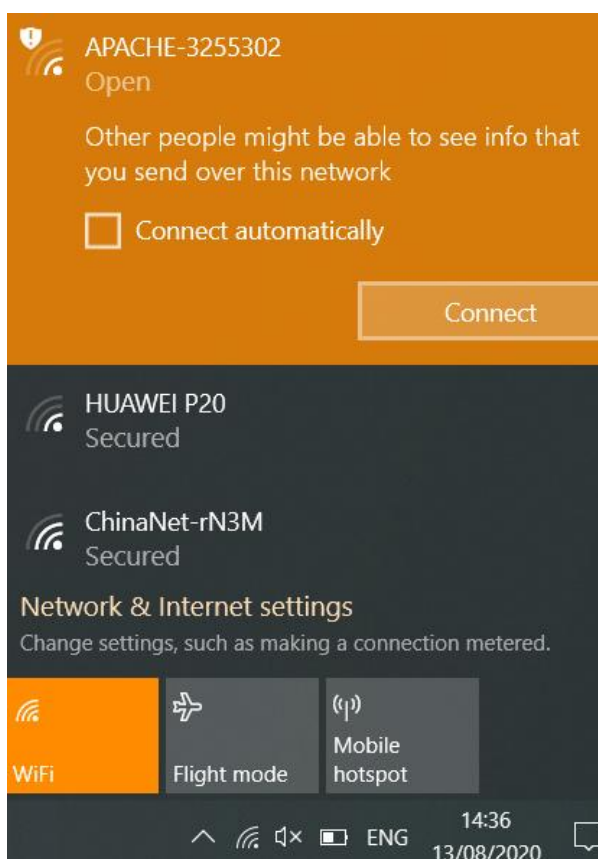 APACHE-3255302
Open
Other people might be able to see info that
you send over this network
Connect automatically
Connect
HUAWEI P20
Secured
ChinaNet-rN3M
Secured
Network & Internet settings
Change settings, such as making a connection metered.
WiFi
Flight mode
Mobile
hotspot
ENG
14:36
13/08/2020